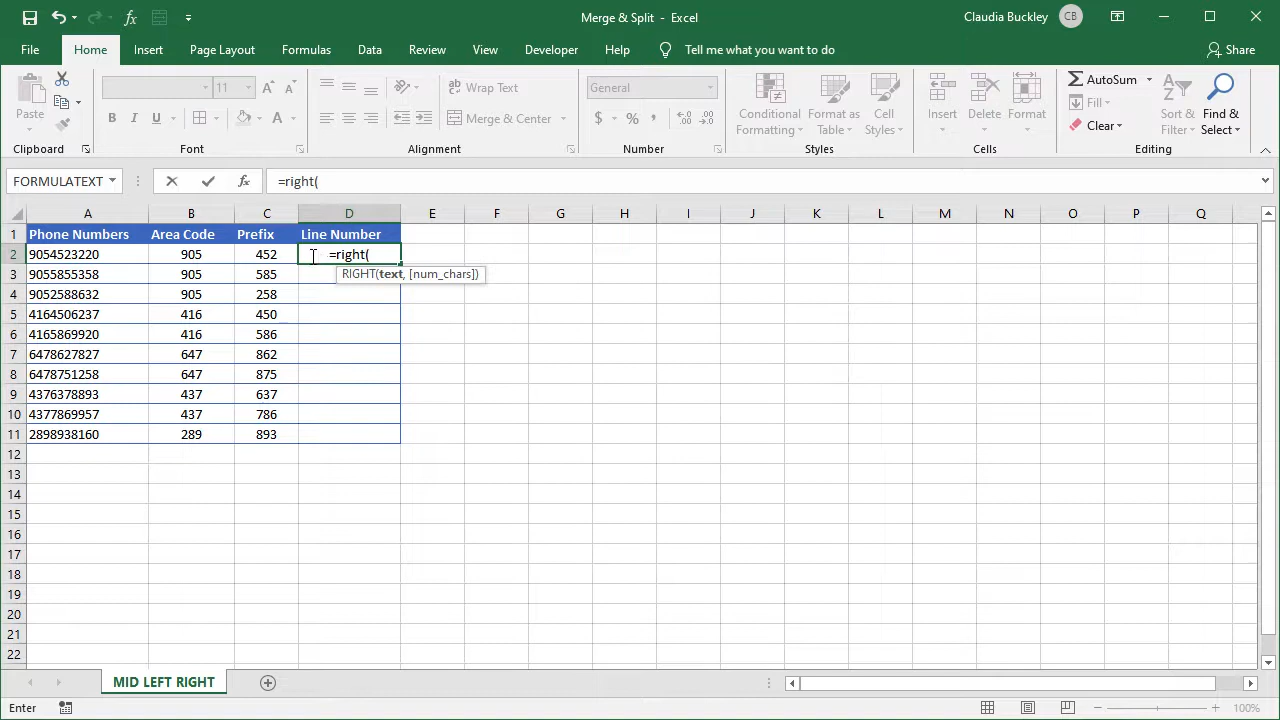 Merge & Split - Excel
Claudia Buckley
CB
File Home Insert Page Layout Formulas Data Review View Developer Help Tell me what you want to do Share
Paste
Clipboard
11
B I U A A A
Font
Wrap Text
Merge & Center
Alignment
General
$ % ,
Number
Conditional Formatting
Format as Table
Cell Styles
Styles
Insert Delete Format
Cells
AutoSum
Fill
Clear
Sort & Filter
Find & Select
Editing
FORMULATEXT fx =right(
A B C D E F G H I J K L M N O P Q
1 Phone Numbers Area Code Prefix Line Number
2 9054523220 905 452 =right(
3 9055855358 905 585 RIGHT(text, [num_chars])
4 9052588632 905 258
5 4164506237 416 450
6 4165869920 416 586
7 6478627827 647 862
8 6478751258 647 875
9 4376378893 437 637
10 4377869957 437 786
11 2898938160 289 893
12
13
14
15
16
17
18
19
20
21
22
MID LEFT RIGHT
Enter 100%